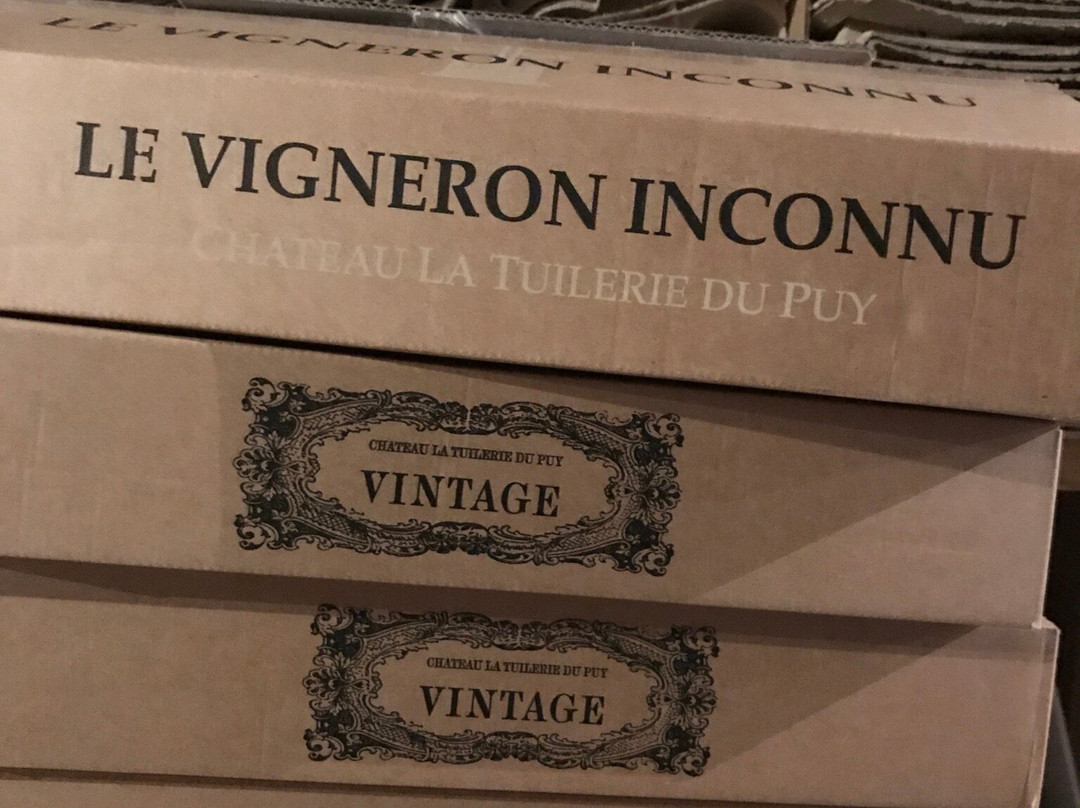 LE VIGNERON INCONNU
LE VIGNERON INCONNU
CHATEAU LA TUILERIE DU PUY
CHATEAU LA TUILERIE DU PUY
VINTAGE
CHATEAU LA TUILERIE DU PUY
VINTAGE